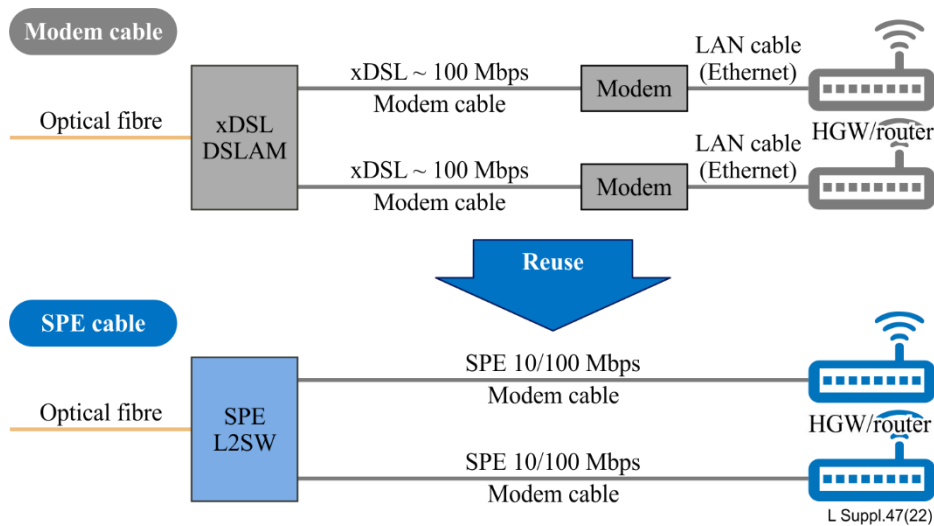 Modem cable
xDSL ~ 100 Mbps
Modem cable
Modem
LAN cable
(Ethernet)
Optical fibre
xDSL
DSLAM
HGW/router
xDSL ~ 100 Mbps
Modem cable
Modem
LAN cable
(Ethernet)
Reuse
SPE cable
SPE 10/100 Mbps
Modem cable
Optical fibre
SPE
L2SW
HGW/router
SPE 10/100 Mbps
Modem cable
L Suppl.47(22)